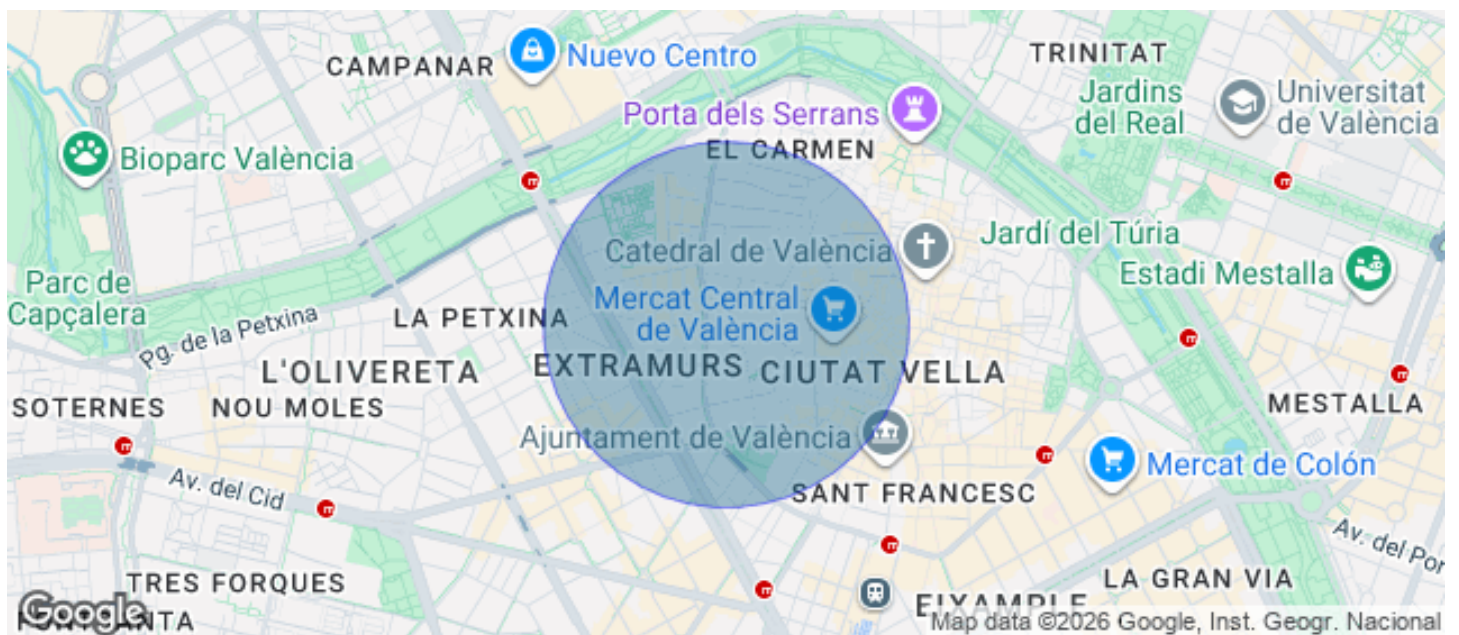 CAMPANAR
Nuevo Centro
TRINITAT
Jardins
del Real
Universitat
de València
Porta dels Serrans
EL CARMEN
Bioparc València
Catedral de València
Jardí del Túria
Estadi Mestalla
Parc de
Capçalera
Mercat Central
de València
LA PETXINA
Pg. de la Petxina
EXTRAMURS
CIUTAT VELLA
L'OLIVERETA
SOTERNES
NOU MOLES
MESTALLA
Ajuntament de València
Mercat de Colón
Av. del Cid
SANT FRANCESC
Av. del Por
TRES FORQUES
LA GRAN VIA
EIXAMPLE
Google
Map data ©2026 Google, Inst. Geogr. Nacional